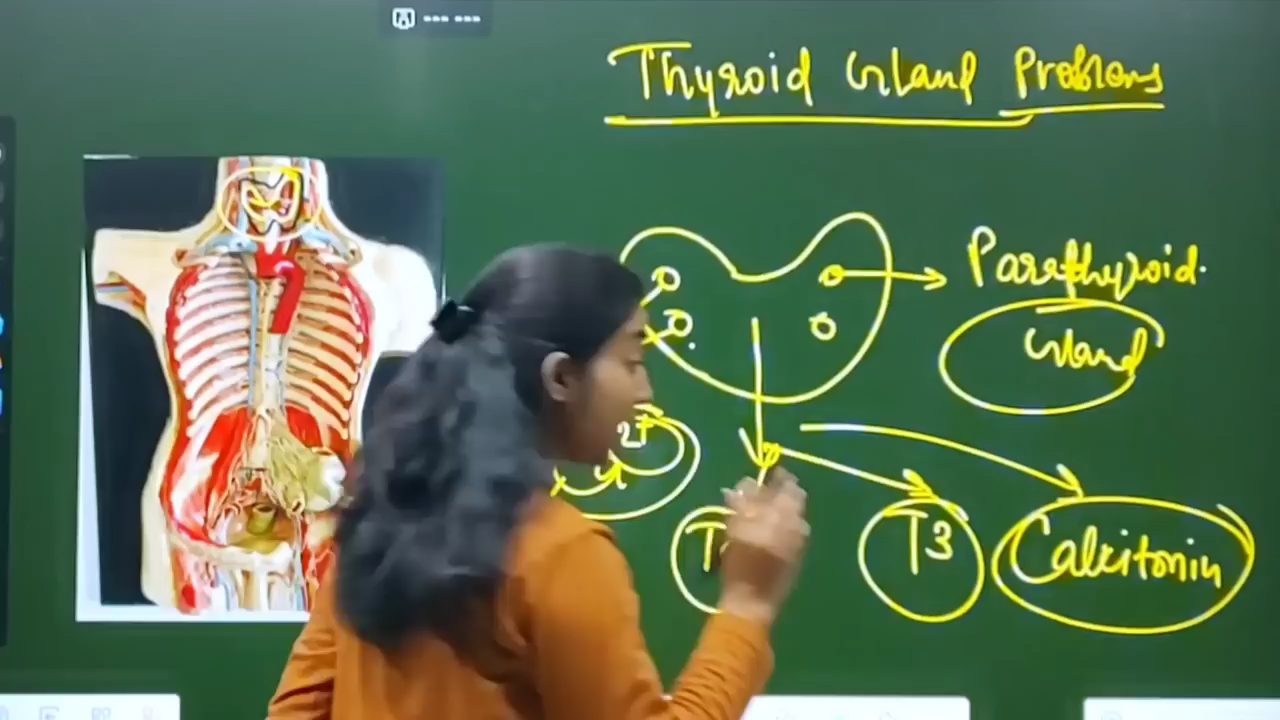 Thyroid Gland Problems
Parathyroid.
Gland
T
T3
Calcitonin